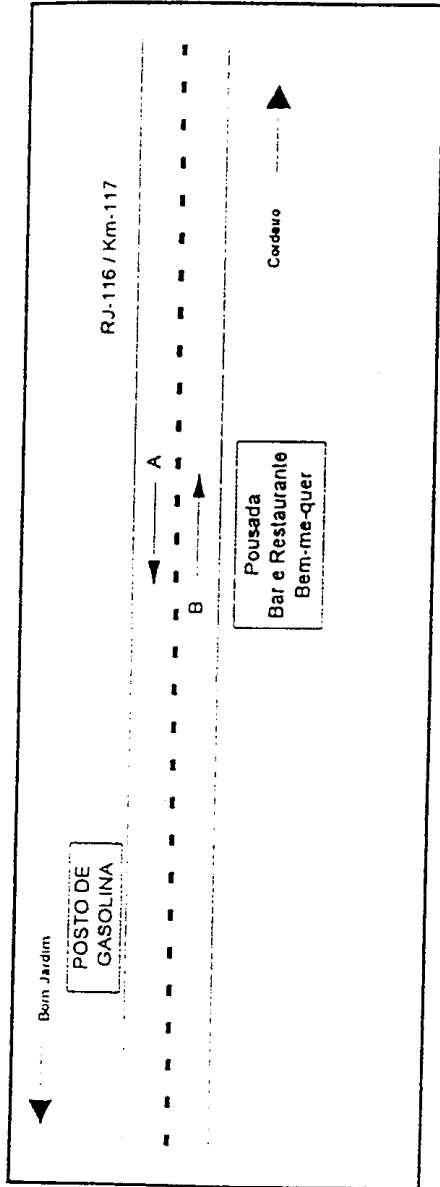 Bom Jardim
POSTO DE
GASOLINA
RJ-116 / Km-117
A
B
Pousada
Bar e Restaurante
Bem-me-quer
Cordeiro